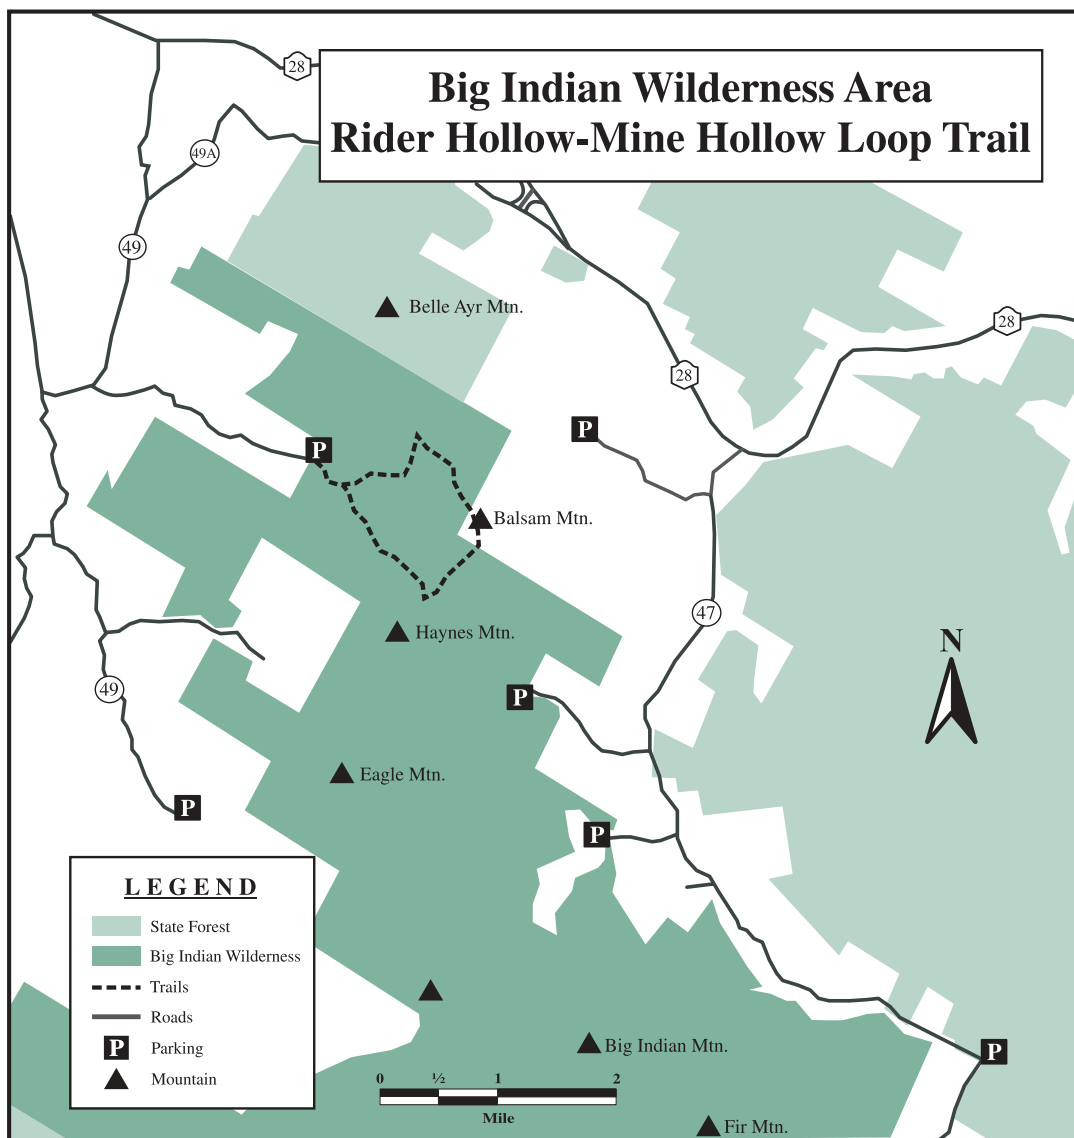 Big Indian Wilderness Area
Rider Hollow-Mine Hollow Loop Trail
28
49A
49
Belle Ayr Mtn.
28
28
P
P
Balsam Mtn.
47
Haynes Mtn.
N
49
P
Eagle Mtn.
P
P
LEGEND
State Forest
Big Indian Wilderness
Trails
Roads
P Parking
Mountain
Big Indian Mtn.
P
0 ½ 1 2
Mile
Fir Mtn.